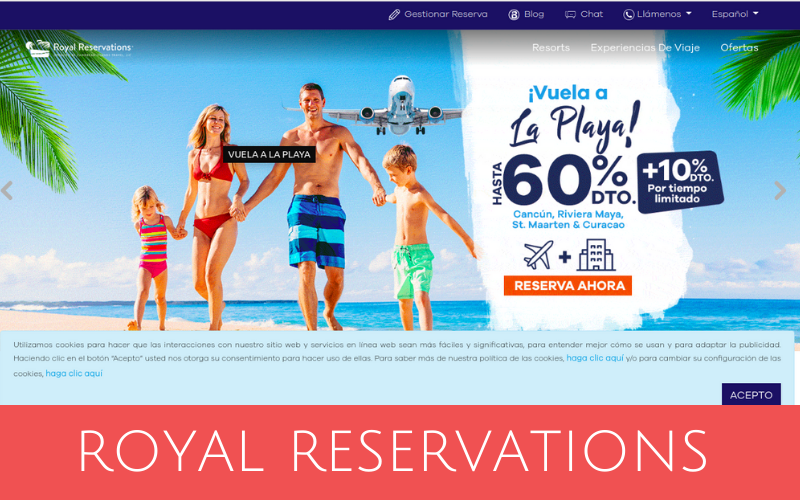 Gestionar Reserva Blog Chat Llámenos Español
Royal Reservations
Resorts Experiencias De Viaje Ofertas
¡Vuela a
La Playa!
VUELA A LA PLAYA
HASTA 60% DTO.
+10% DTO.
Por tiempo
limitado
Cancún, Riviera Maya,
St. Maarten & Curacao
+
RESERVA AHORA
Utilizamos cookies para hacer que las interacciones con nuestro sitio web y servicios en línea web sean más fáciles y significativas, para entender mejor cómo se usan y para adaptar la publicidad.
Haciendo clic en el botón "Acepto" usted nos otorga su consentimiento para hacer uso de ellas. Para saber más de nuestra política de las cookies, haga clic aquí y/o para cambiar su configuración de las
cookies, haga clic aquí
ACEPTO
ROYAL RESERVATIONS